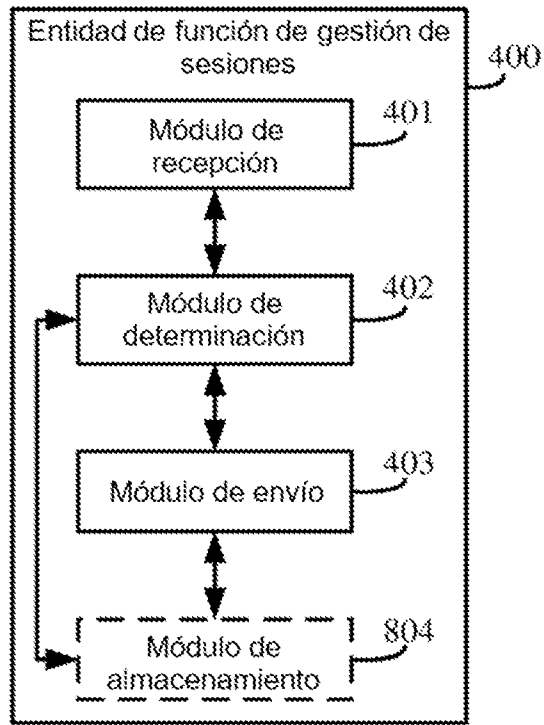 Entidad de función de gestión de
sesiones
400
Módulo de
recepción
401
Módulo de
determinación
402
Módulo de envío
403
Módulo de
almacenamiento
804